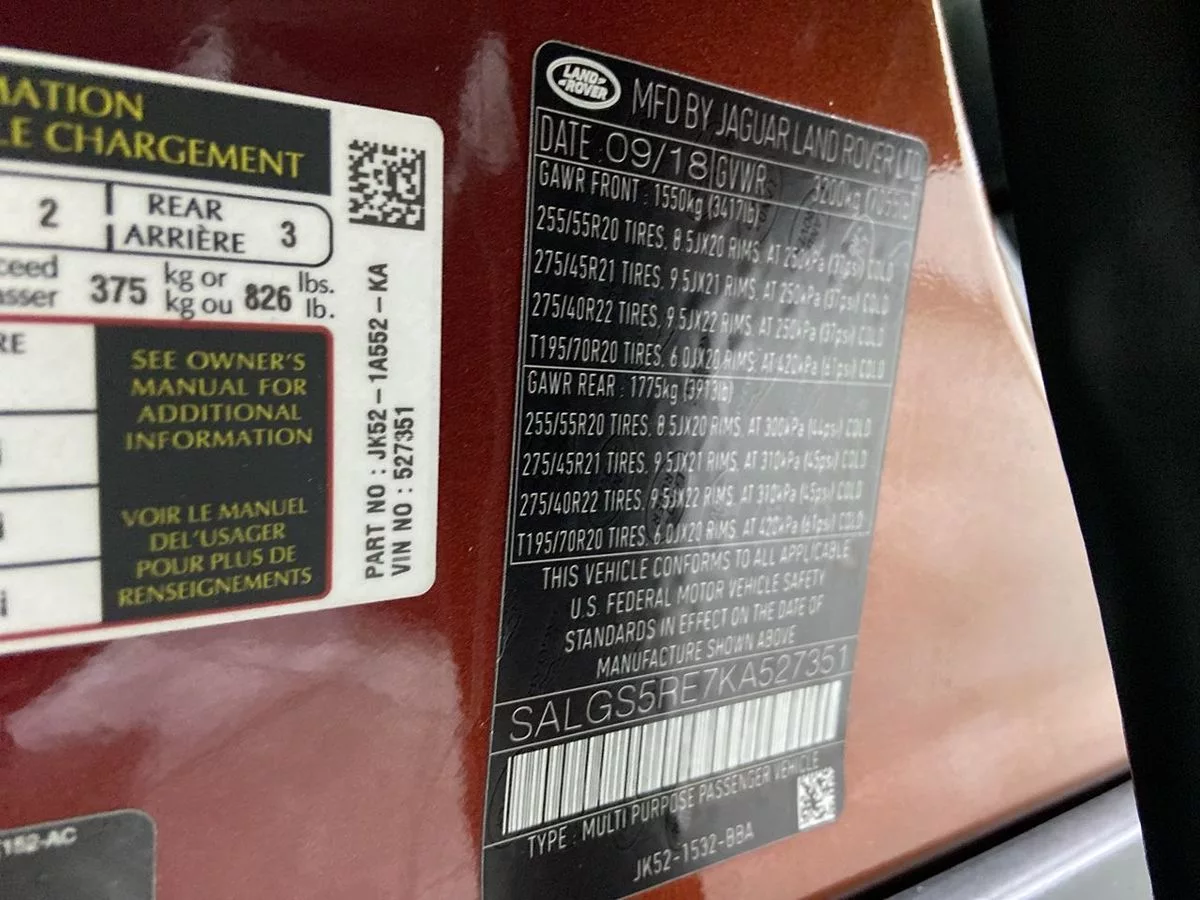 MATION
LE CHARGEMENT
2
REAR
ARRIÈRE
3
ceed
asser
375
kg or
kg ou
826
lbs.
lb.
RE
SEE OWNER'S
MANUAL FOR
ADDITIONAL
INFORMATION
VOIR LE MANUEL
DEL'USAGER
POUR PLUS DE
RENSEIGNEMENTS
PART NO : JK52-1A552-KA
VIN NO : 527351
152-AC
LAND
ROVER
MFD BY JAGUAR LAND ROVER LTD
DATE : 09/18 GVWR 3200kg
GAWR FRONT : 1550kg (3417lb)
255/55R20 TIRES, 8.5JX20 RIMS, AT 250kPa (37psi) COLD
275/45R21 TIRES, 9.5JX21 RIMS, AT 250kPa (37psi) COLD
275/40R22 TIRES, 9.5JX22 RIMS, AT 250kPa (37psi) COLD
T195/70R20 TIRES, 6.0JX20 RIMS, AT 420kPa (61psi) COLD
GAWR REAR : 1775kg (3913lb)
255/55R20 TIRES, 8.5JX20 RIMS, AT 300kPa (44psi) COLD
275/45R21 TIRES, 9.5JX21 RIMS, AT 310kPa (45psi) COLD
275/40R22 TIRES, 9.5JX22 RIMS, AT 310kPa (45psi) COLD
T195/70R20 TIRES, 6.0JX20 RIMS, AT 420kPa (61psi) COLD
THIS VEHICLE CONFORMS TO ALL APPLICABLE
U.S. FEDERAL MOTOR VEHICLE SAFETY
STANDARDS IN EFFECT ON THE DATE OF
MANUFACTURE SHOWN ABOVE
SALGS5RE7KA527351
TYPE : MULTI PURPOSE PASSENGER VEHICLE
JK52-1532-BBA